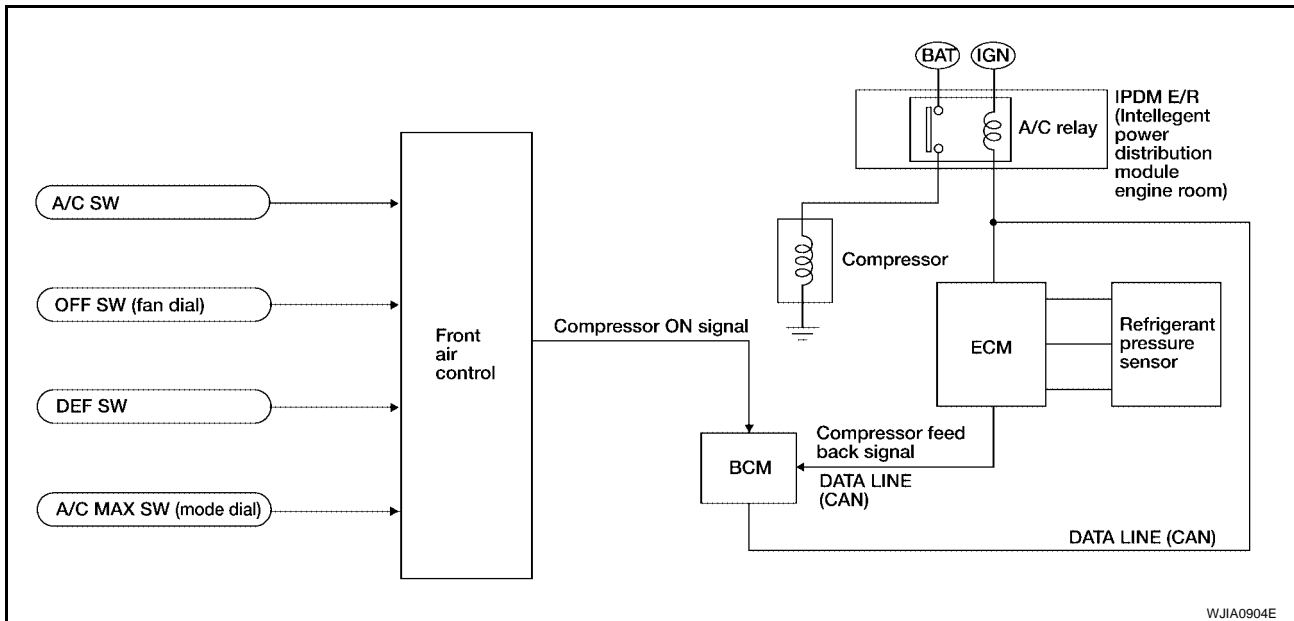 BAT
IGN
IPDM E/R
(Intellegent
power
distribution
module
engine room)
A/C relay
A/C SW
Compressor
OFF SW (fan dial)
Front
air
control
Compressor ON signal
ECM
Refrigerant
pressure
sensor
DEF SW
Compressor feed
back signal
BCM
DATA LINE
(CAN)
A/C MAX SW (mode dial)
DATA LINE (CAN)
WJIA0904E